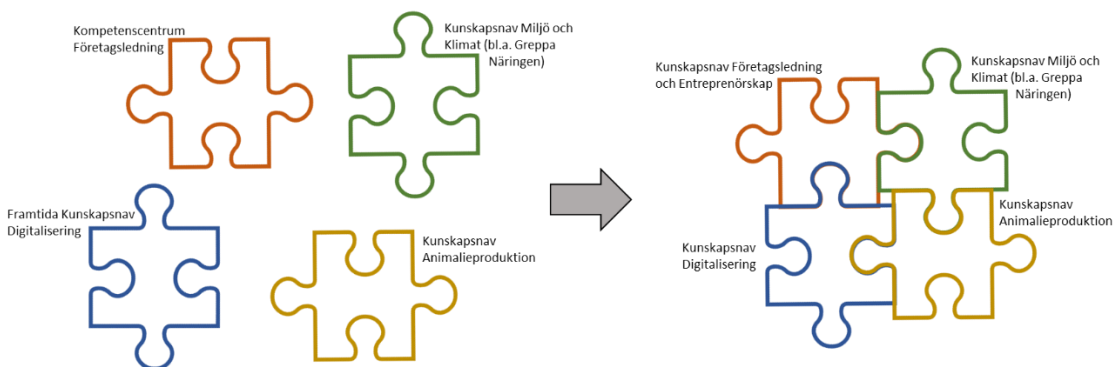 Kompetenscentrum
Företagsledning
Kunskapsnav Miljö och
Klimat (bl.a. Greppa
Näringen)
Framtida Kunskapsnav
Digitalisering
Kunskapsnav
Animalieproduktion
Kunskapsnav Företagsledning
och Entreprenörskap
Kunskapsnav Miljö och
Klimat (bl.a. Greppa
Näringen)
Kunskapsnav
Digitalisering
Kunskapsnav
Animalieproduktion